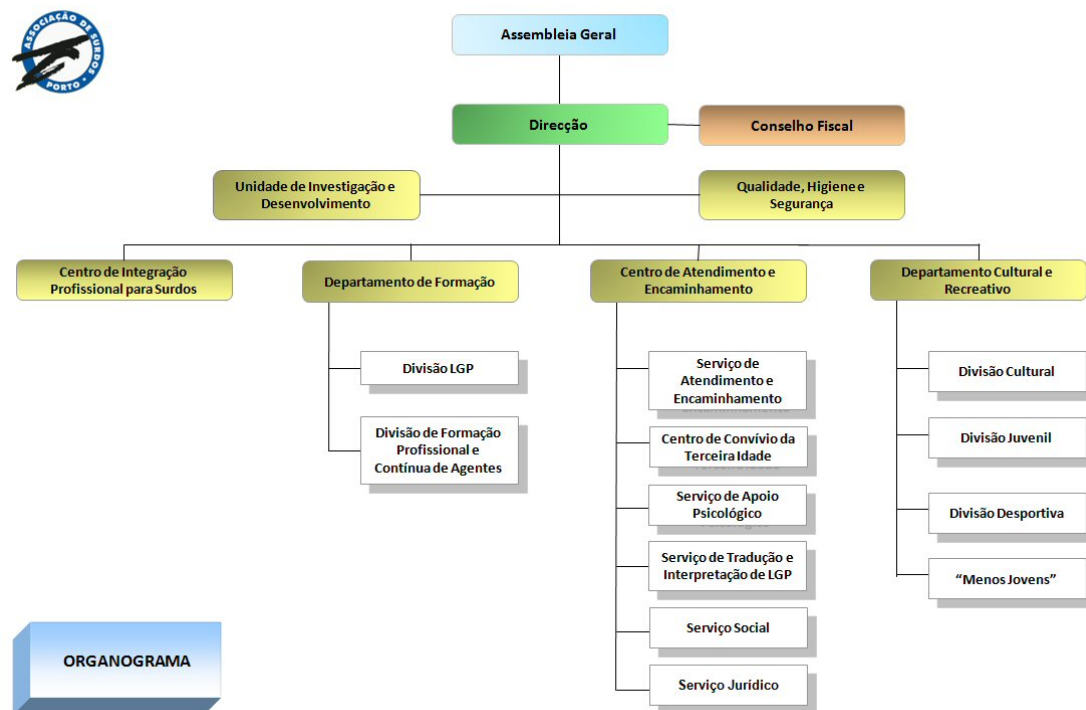 ASSOCIAÇÃO DE SURDOS
PORTO
Assembleia Geral
Direcção
Conselho Fiscal
Unidade de Investigação e
Desenvolvimento
Qualidade, Higiene e
Segurança
Centro de Integração
Profissional para Surdos
Departamento de Formação
Centro de Atendimento e
Encaminhamento
Departamento Cultural e
Recreativo
Divisão LGP
Divisão de Formação
Profissional e
Contínua de Agentes
Serviço de
Atendimento e
Encaminhamento
Centro de Convívio da
Terceira Idade
Serviço de Apoio
Psicológico
Serviço de Tradução e
Interpretação de LGP
Serviço Social
Serviço Jurídico
Divisão Cultural
Divisão Juvenil
Divisão Desportiva
“Menos Jovens”
ORGANOGRAMA